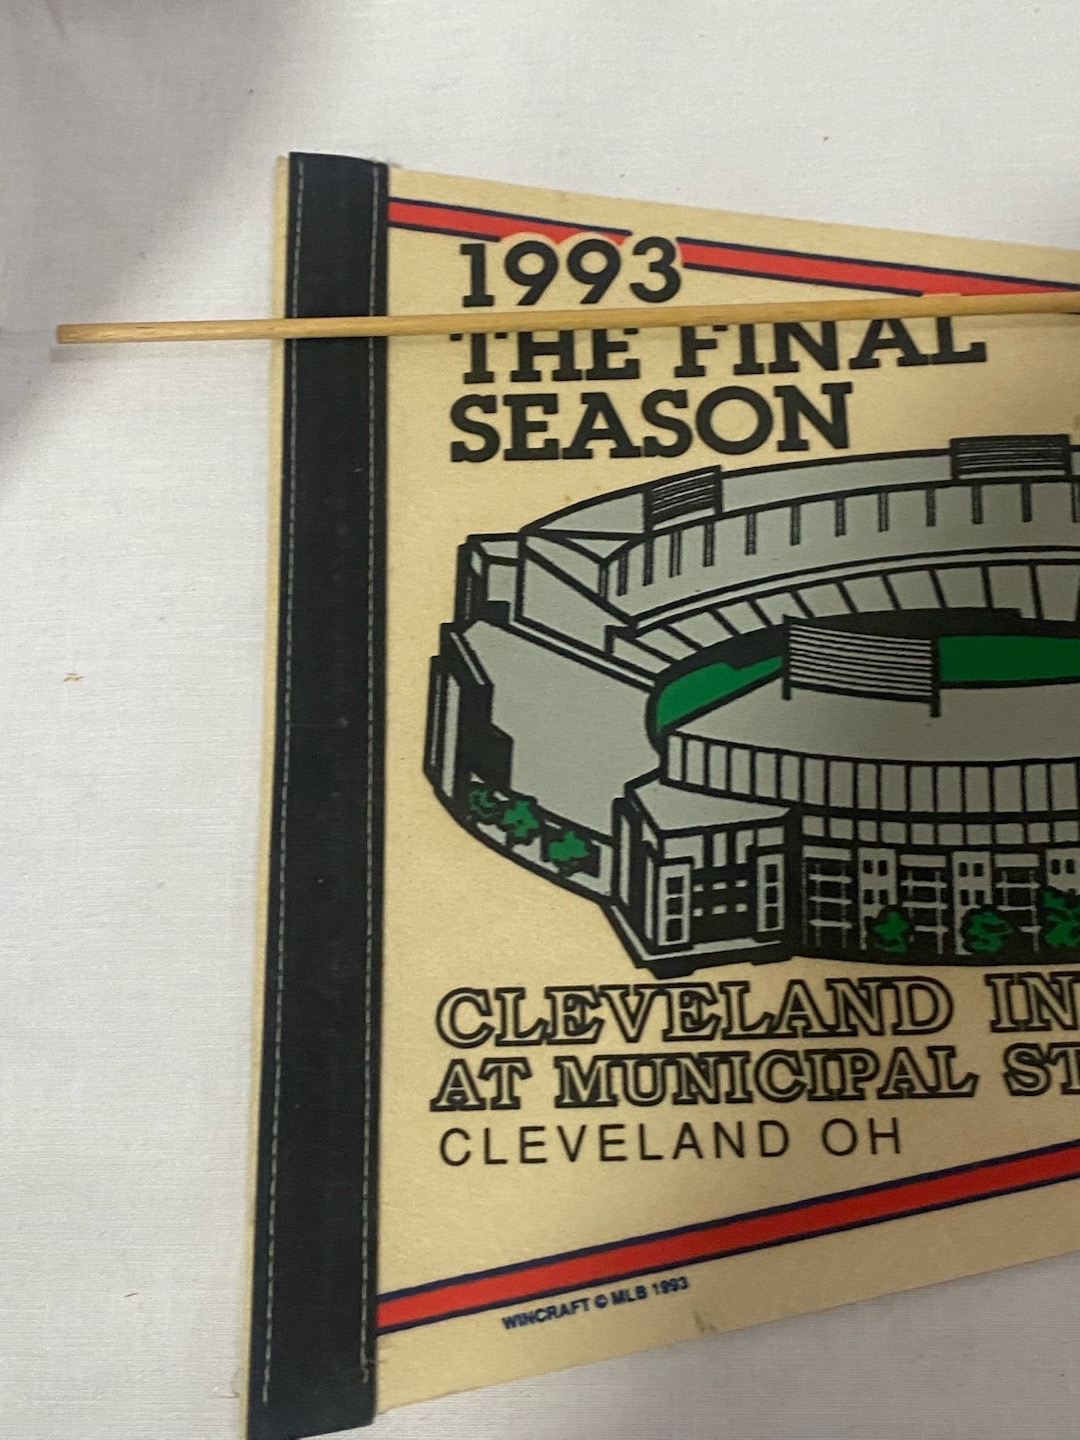 1993
THE FINAL
SEASON
CLEVELAND IN
AT MUNICIPAL ST
CLEVELAND OH
WINCRAFT © MLB 1993